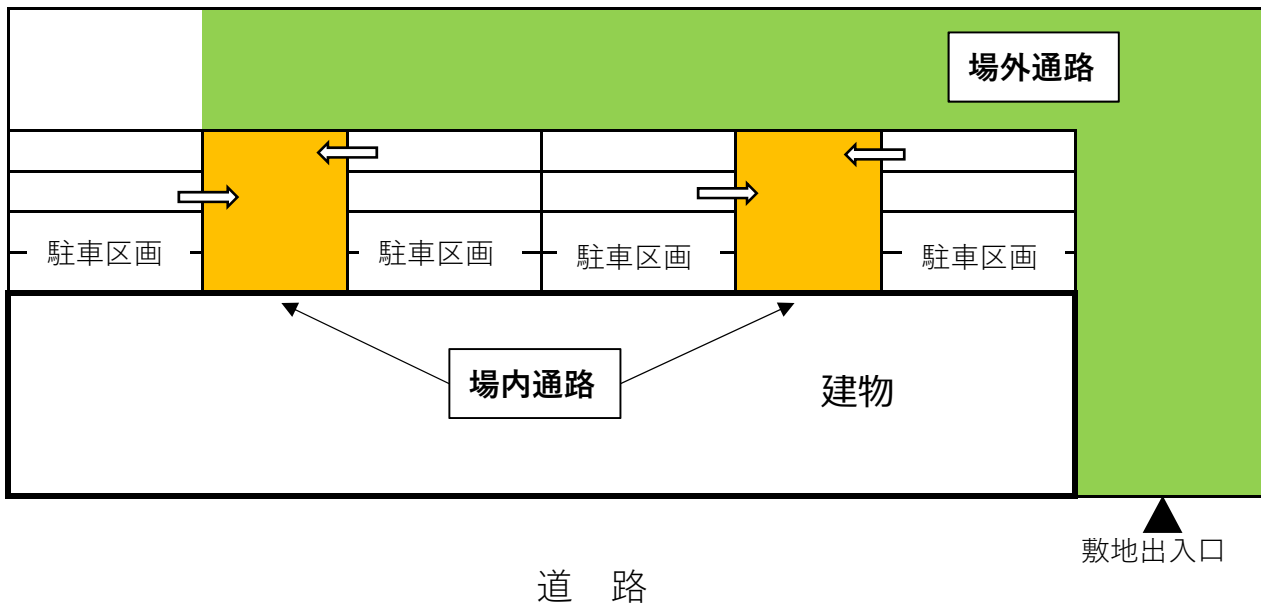 場外通路
駐車区画
駐車区画
駐車区画
駐車区画
場内通路
建物
敷地出入口
道 路